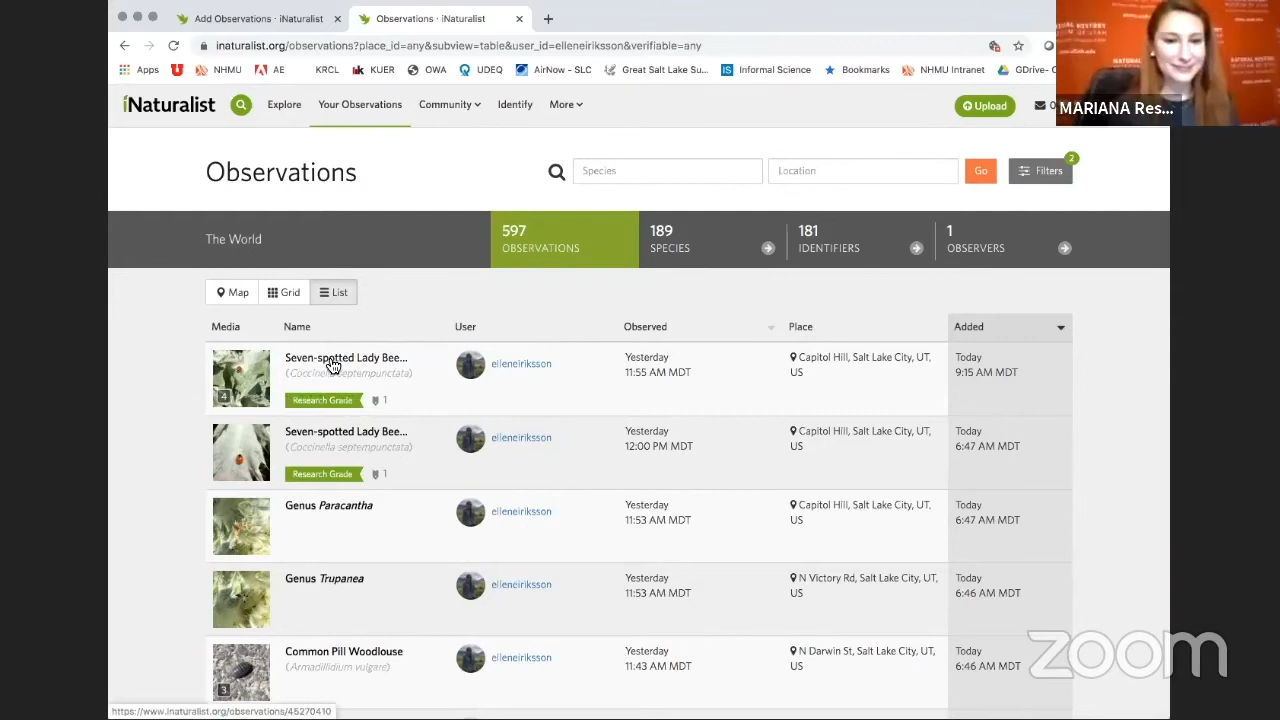 Add Observations · iNaturalist
Observations · iNaturalist
inaturalist.org/observations?place_id=any&subview=table&user_id=elleneiriksson&verifiable=any
Apps NHMU AE KRCL KUER OWA UDEQ SLC Great Salt Lake Su... Informal Science Bookmarks NHMU Intranet GDrive-
NATURAL HISTORY
MARIANA Res...
iNaturalist Explore Your Observations Community Identify More Upload
Observations Species Location Go Filters 2
The World
597 OBSERVATIONS
189 SPECIES
181 IDENTIFIERS
1 OBSERVERS
Map Grid List
Media Name User Observed Place Added
Seven-spotted Lady Bee... elleneiriksson Yesterday Capitol Hill, Salt Lake City, UT, Today
(Coccinella septempunctata) 11:55 AM MDT US 9:15 AM MDT
4 Research Grade 1
Seven-spotted Lady Bee... elleneiriksson Yesterday Capitol Hill, Salt Lake City, UT, Today
(Coccinella septempunctata) 12:00 PM MDT US 6:47 AM MDT
Research Grade 1
Genus Paracantha elleneiriksson Yesterday Capitol Hill, Salt Lake City, UT, Today
11:53 AM MDT US 6:47 AM MDT
Genus Trupanea elleneiriksson Yesterday N Victory Rd, Salt Lake City, UT, Today
11:53 AM MDT US 6:46 AM MDT
Common Pill Woodlouse elleneiriksson Yesterday N Darwin St, Salt Lake City, UT, Today
(Armadillidium vulgare) 11:43 AM MDT US 6:46 AM MDT
3
zoom
https://www.inaturalist.org/observations/45270410